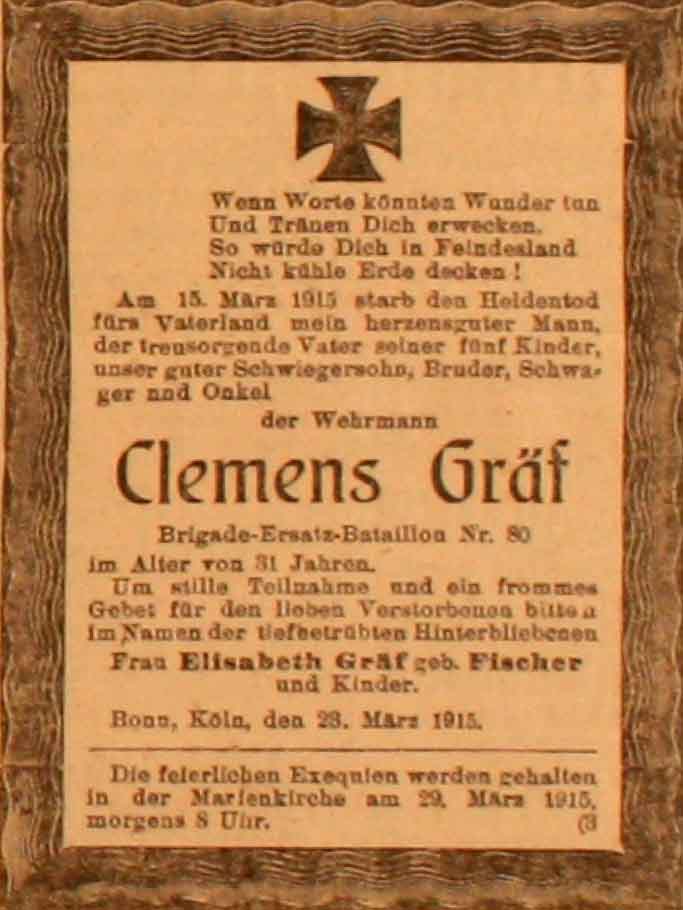 Wenn Worte könnten Wunder tun
Und Tränen Dich erwecken,
So würde Dich in Feindesland
Nicht kühle Erde decken!
Am 15. März 1915 starb den Heldentod
fürs Vaterland mein herzensguter Mann,
der treusorgende Vater seiner fünf Kinder,
unser guter Schwiegersohn, Bruder, Schwa-
ger und Onkel
der Wehrmann
Clemens Gräf
Brigade-Ersatz-Bataillon Nr. 80
im Alter von 31 Jahren.
Um stille Teilnahme und ein frommes
Gebet für den lieben Verstorbenen bitten
im Namen der tiefbetrübten Hinterbliebenen
Frau Elisabeth Gräf geb. Fischer
und Kinder.
Bonn, Köln, den 23. März 1915.
Die feierlichen Exequien werden gehalten
in der Marienkirche am 29. März 1915,
morgens 8 Uhr. (3